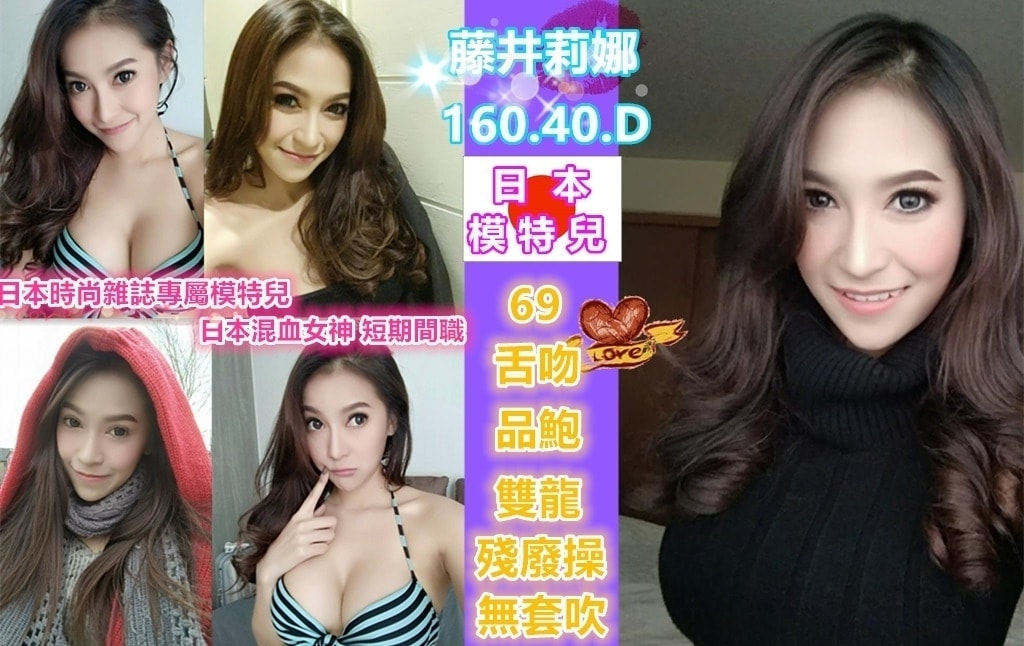 藤井莉娜
160.40.D
日本
模特兒
日本時尚雜誌專屬模特兒
日本混血女神 短期間職
69
Love
舌吻
品鮑
雙龍
殘廢操
無套吹